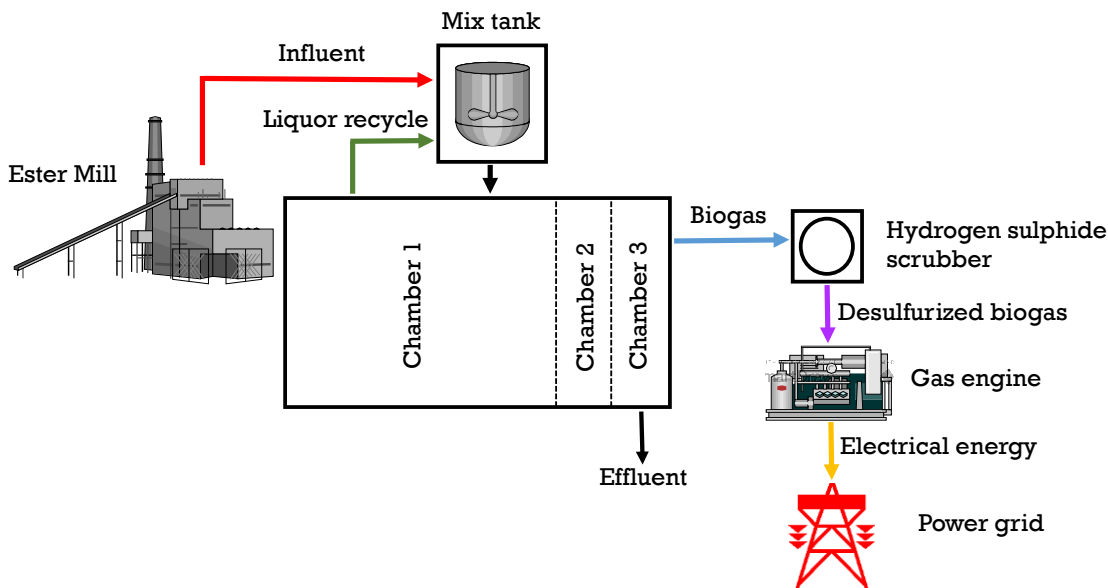 Mix tank
Influent
Liquor recycle
Ester Mill
Chamber 1
Chamber 2
Chamber 3
Biogas
Hydrogen sulphide
scrubber
Desulfurized biogas
Gas engine
Electrical energy
Effluent
Power grid